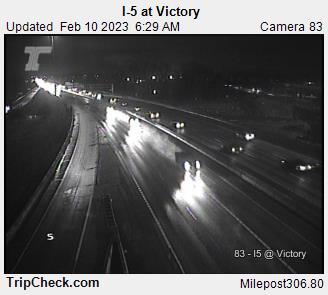 I-5 at Victory
Updated Feb 10 2023 6:29 AM Camera 83
S
83 - I5 @ Victory
TripCheck.com Milepost306.80